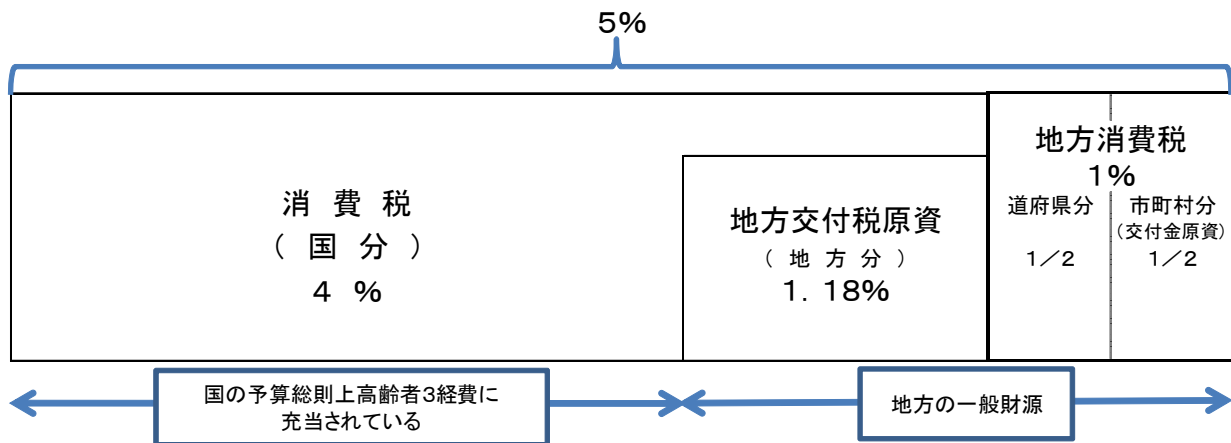 5%
消費税
(国分)
4%
地方交付税原資
(地方分)
1.18%
地方消費税
1%
道府県分
1/2
市町村分
(交付金原資)
1/2
国の予算総則上高齢者3経費に
充当されている
地方の一般財源